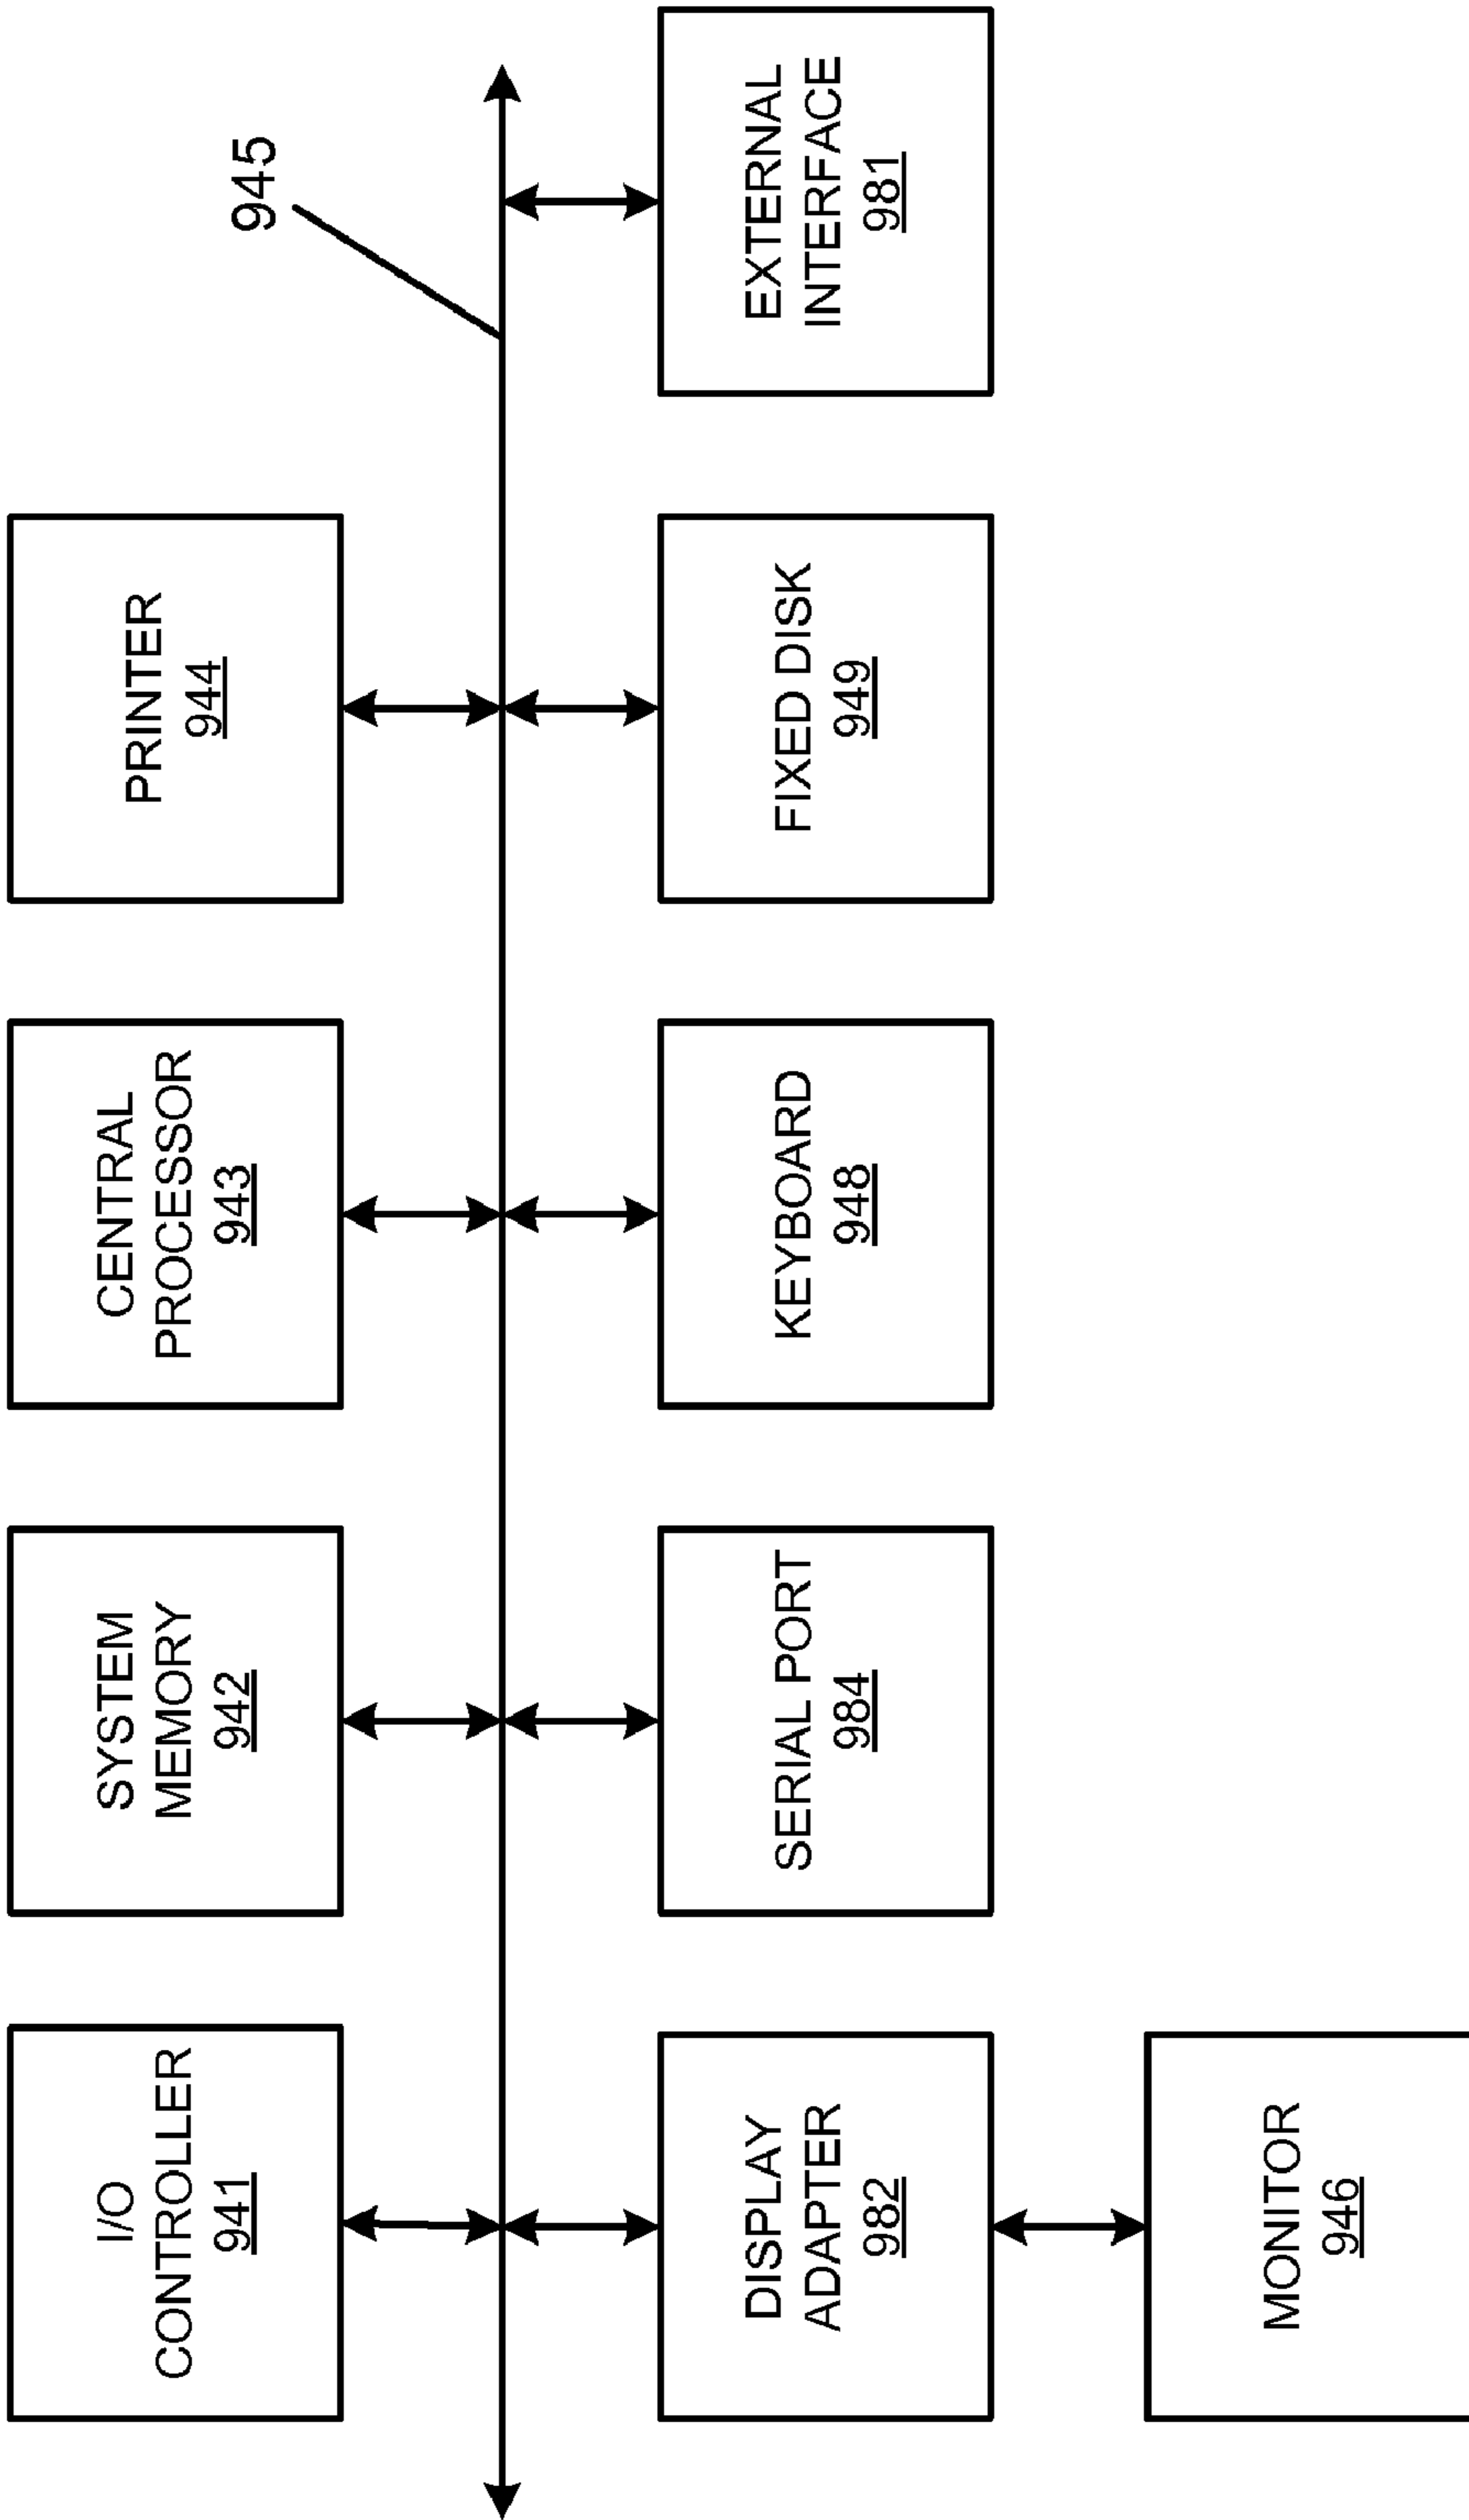 I/O
CONTROLLER
941
SYSTEM
MEMORY
942
CENTRAL
PROCESSOR
943
PRINTER
944
945
DISPLAY
ADAPTER
982
SERIAL PORT
984
KEYBOARD
948
FIXED DISK
949
EXTERNAL
INTERFACE
981
MONITOR
946